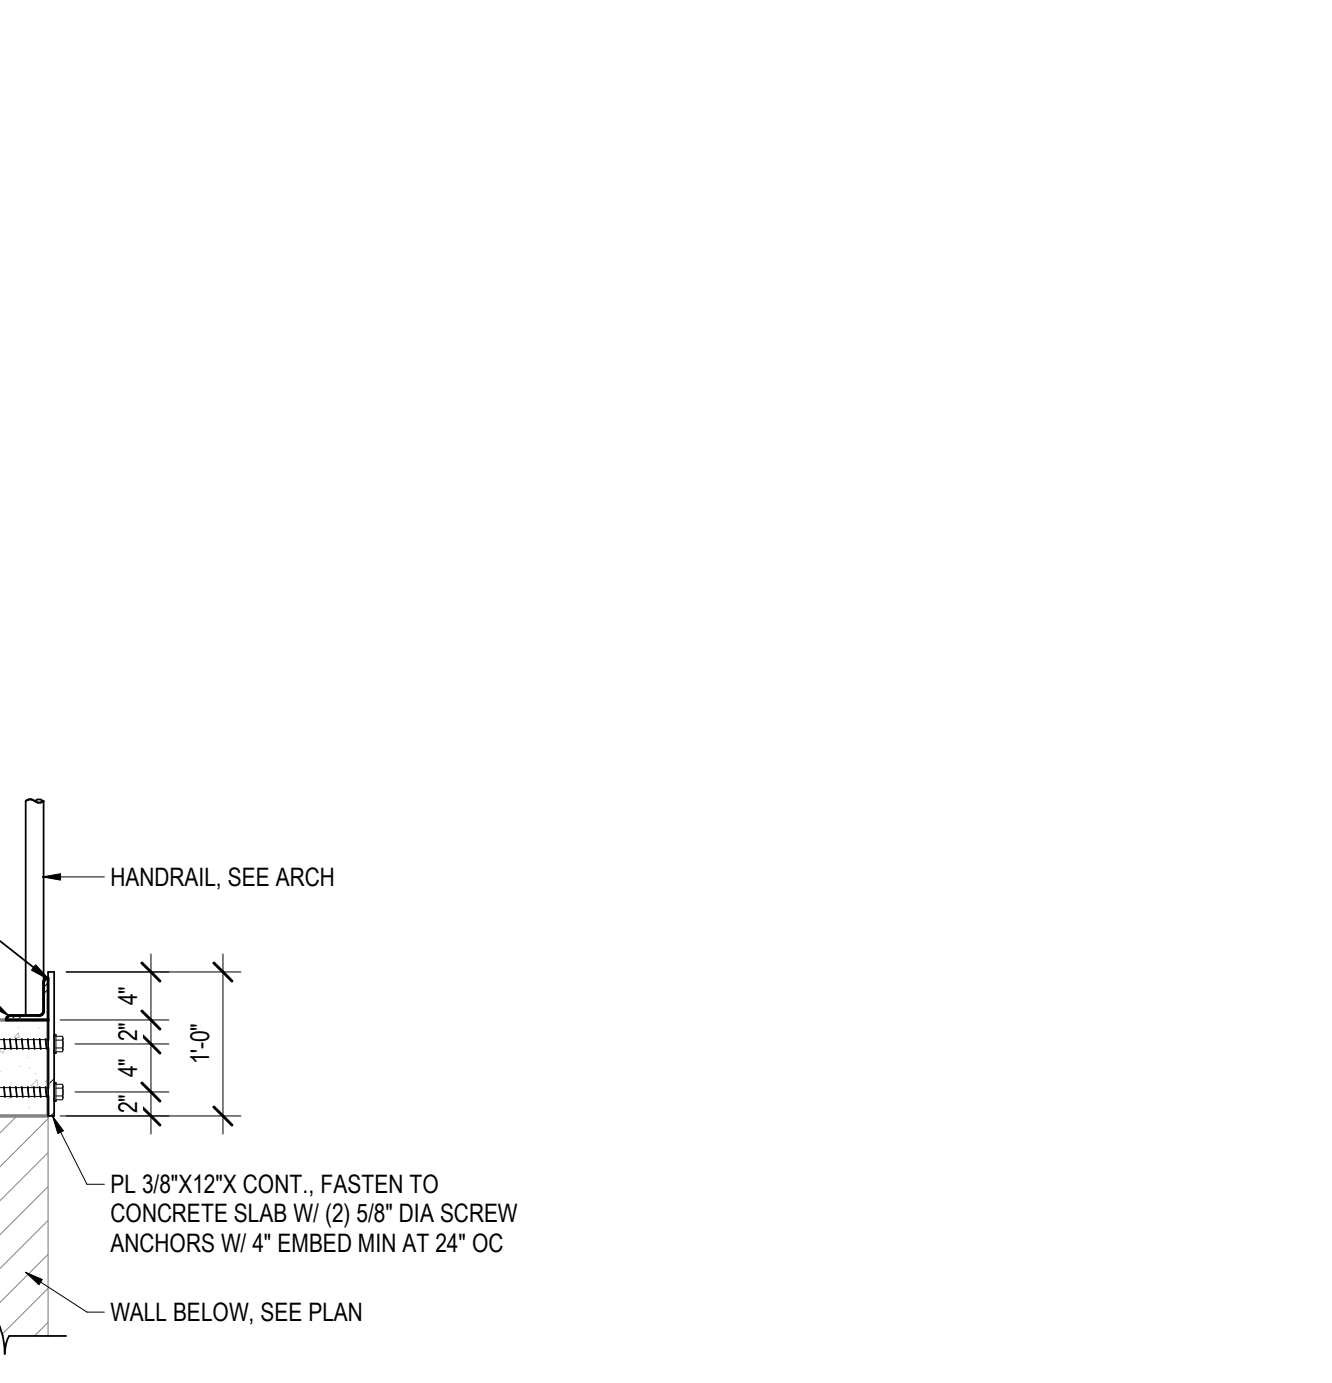 HANDRAIL, SEE ARCH
4"
2"
4"
2"
1'-0"
PL 3/8"X12"X CONT., FASTEN TO
CONCRETE SLAB W/ (2) 5/8" DIA SCREW
ANCHORS W/ 4" EMBED MIN AT 24" OC
WALL BELOW, SEE PLAN